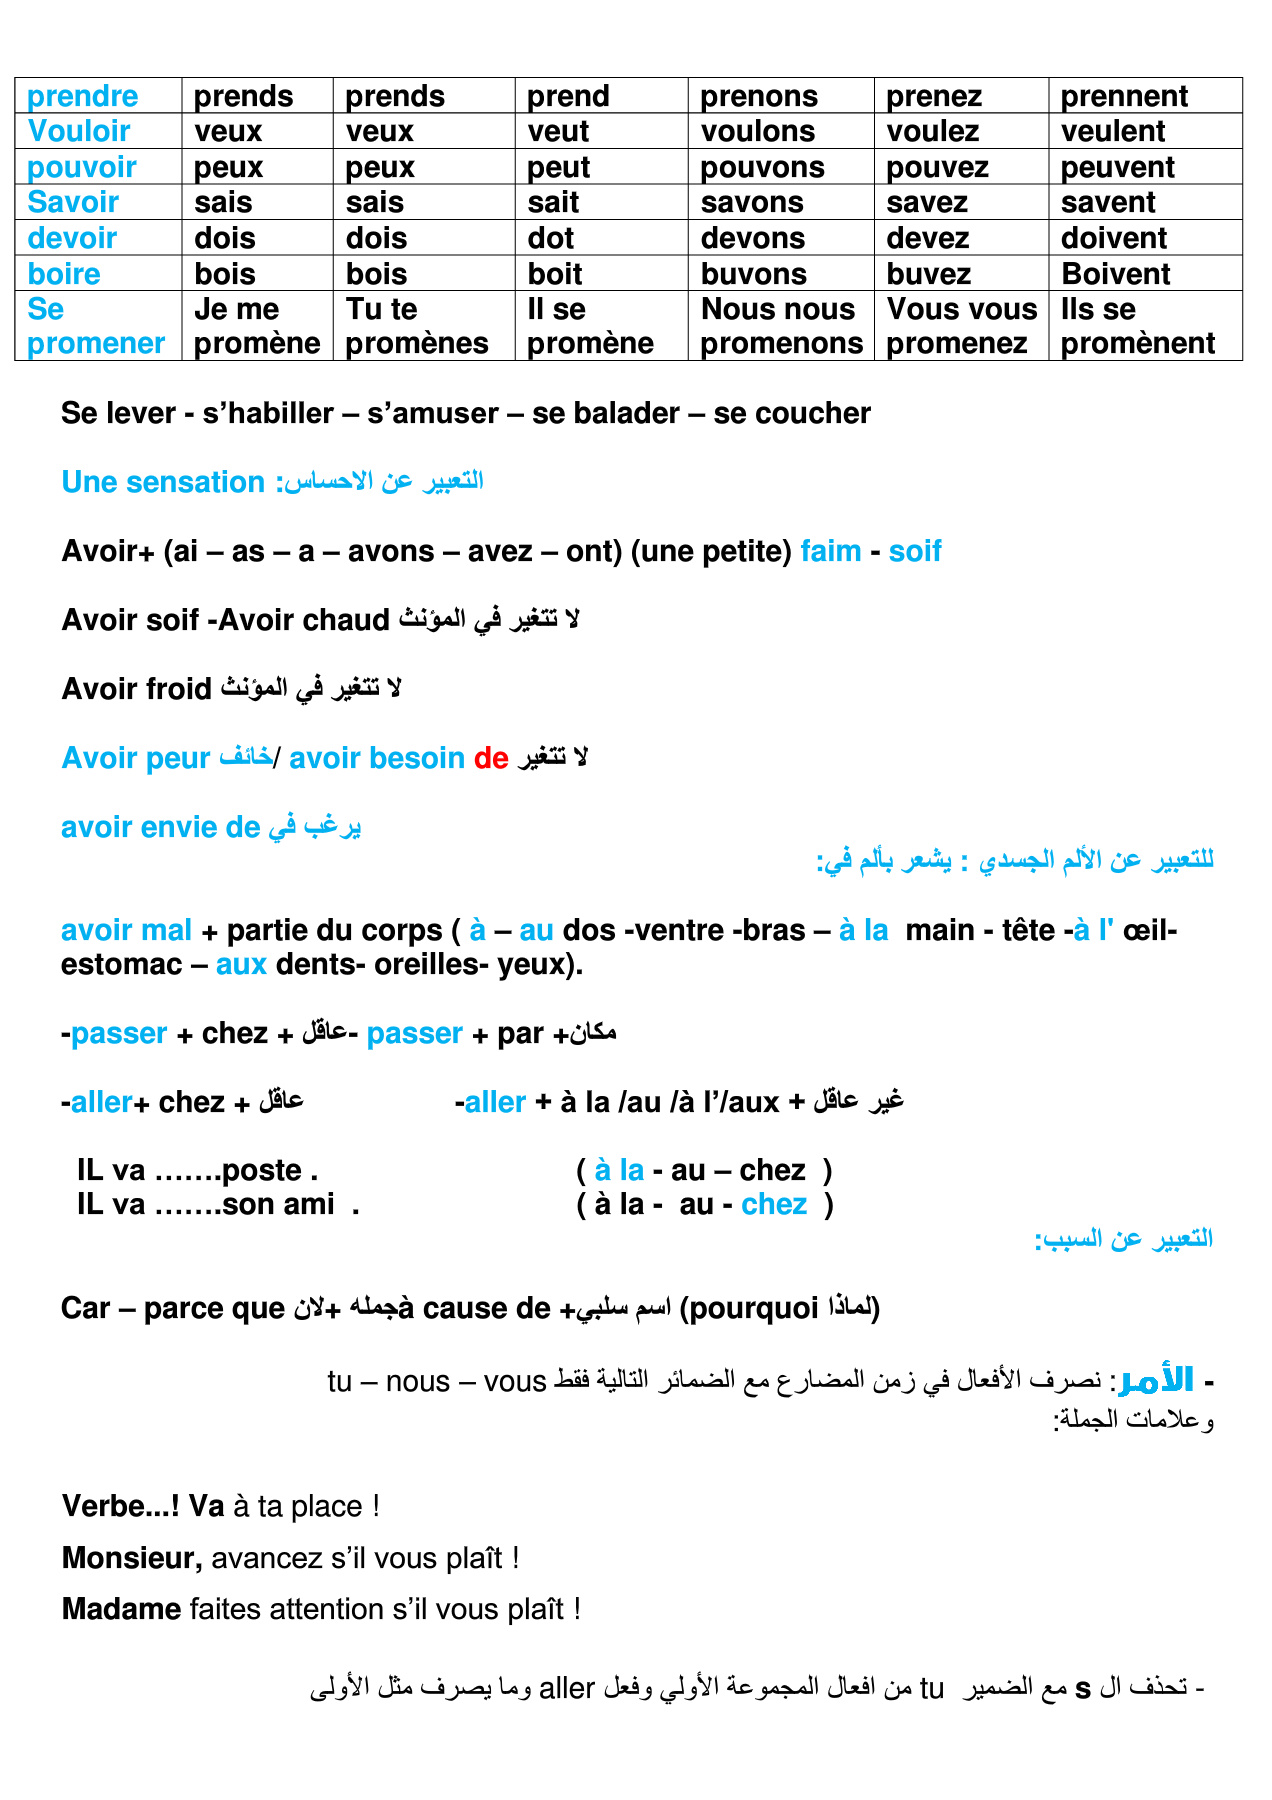 prendre prends prends prend prenons prenez prennent
Vouloir veux veux veut voulons voulez veulent
pouvoir peux peux peut pouvons pouvez peuvent
Savoir sais sais sait savons savez savent
devoir dois dois dot devons devez doivent
boire bois bois boit buvons buvez Boivent
Se Je me Tu te Il se Nous nous Vous vous Ils se
promener promène promènes promène promenons promenez promènent
Se lever - s’habiller – s’amuser – se balader – se coucher
Une sensation :التعبير عن الاحساس
Avoir+ (ai – as – a – avons – avez – ont) (une petite) faim - soif
Avoir soif -Avoir chaud لا تتغير في المؤنث
Avoir froid لا تتغير في المؤنث
Avoir peur خائف/ avoir besoin de لا تتغير
avoir envie de يرغب في
للتعبير عن الألم الجسدي : يشعر بألم في:
avoir mal + partie du corps ( à – au dos -ventre -bras – à la main - tête -à l' œil-
estomac – aux dents- oreilles- yeux).
-passer + chez + عاقل- passer + par +مكان
-aller+ chez + عاقل -aller + à la /au /à l’/aux + غير عاقل
IL va …….poste . ( à la - au – chez )
IL va …….son ami . ( à la - au - chez )
التعبير عن السبب:
Car – parce que جمله +لان à cause de +اسم سلبي (pourquoi لماذا)
- الأمر: نصرف الأفعال في زمن المضارع مع الضمائر التالية فقط tu – nous – vous
وعلامات الجملة:
Verbe...! Va à ta place !
Monsieur, avancez s’il vous plaît !
Madame faites attention s’il vous plaît !
- تحذف ال s مع الضمير tu من افعال المجموعة الأولي وفعل aller وما يصرف مثل الأولى